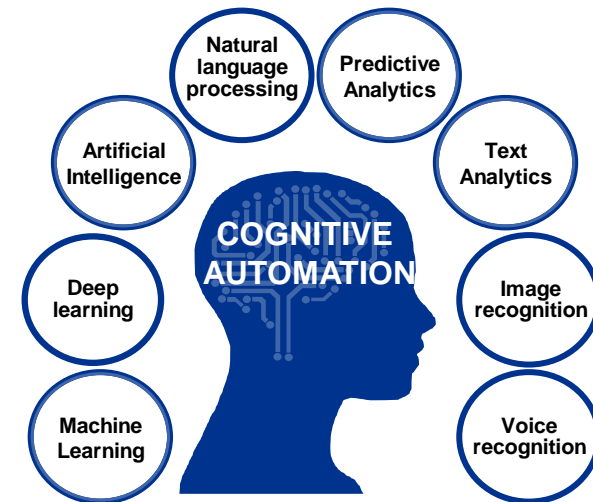 Natural
language
processing
Predictive
Analytics
Artificial
Intelligence
Text
Analytics
COGNITIVE
AUTOMATION
Deep
learning
Image
recognition
Machine
Learning
Voice
recognition